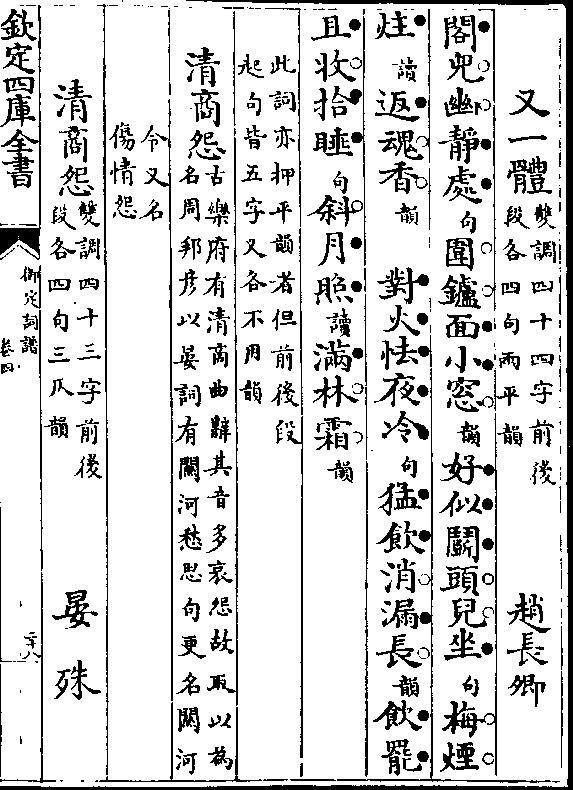 又一體 雙調四十四字前後段各四句兩平韻 趙長卿
閣兜幽靜處句圍鑪面小窓韻好似鬬頭兒坐句梅煙
炷讀返魂香韻 對火怯夜冷句猛飲消漏長韻飲罷
且收拾睡句斜月照讀滿林霜韻
此詞亦押平韻者但前後段起句皆五字又各不用韻
清商怨 古樂府有清商曲辭其音多哀怨故取以為名周邦彥以晏詞有關河愁思句更名關河
令又名傷情怨
清商怨 雙調四十三字前後段各四句三仄韻 晏殊
欽定四庫全書
御定詞譜
卷四
二十八